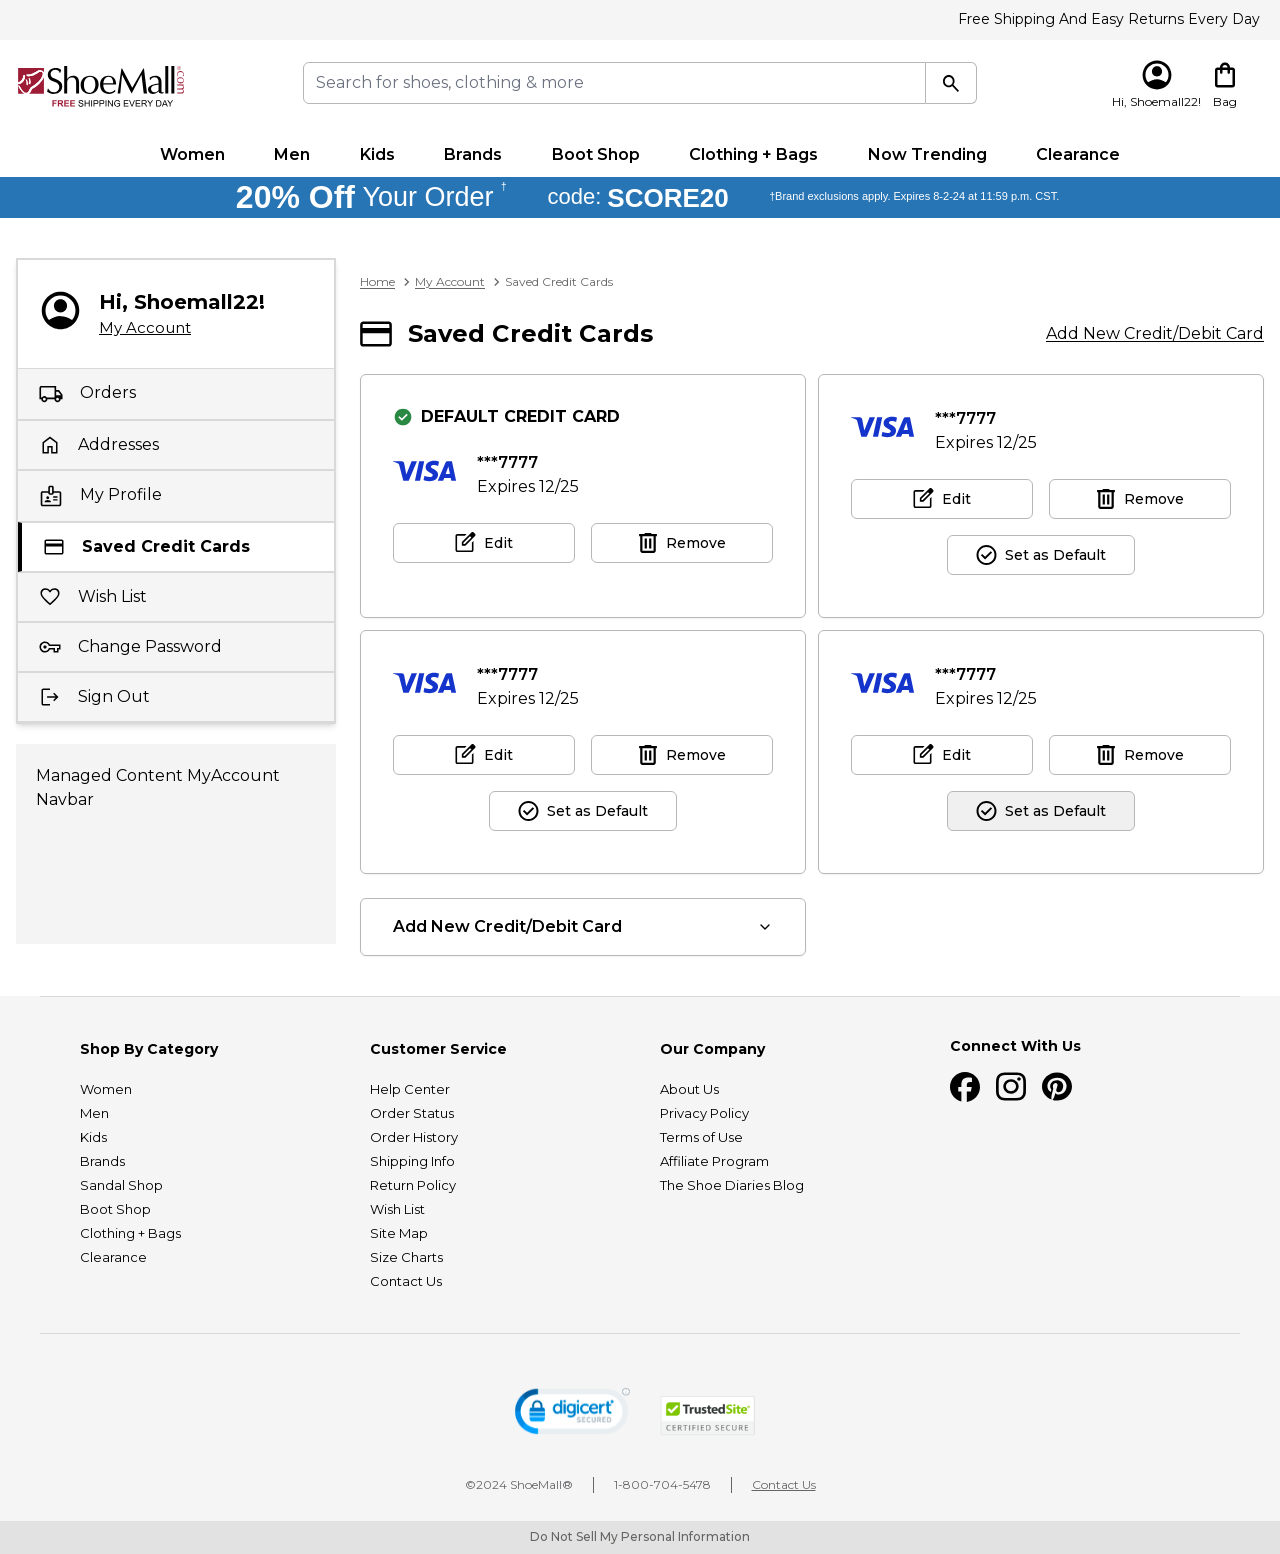 Free Shipping And Easy Returns Every Day
ShoeMall.com
FREE SHIPPING EVERY DAY
Search for shoes, clothing & more
Hi, Shoemall22!
Bag
Women
Men
Kids
Brands
Boot Shop
Clothing + Bags
Now Trending
Clearance
20% Off Your Order †
code: SCORE20
†Brand exclusions apply. Expires 8-2-24 at 11:59 p.m. CST.
Hi, Shoemall22!
My Account
Orders
Addresses
My Profile
Saved Credit Cards
Wish List
Change Password
Sign Out
Managed Content MyAccount
Navbar
Home
My Account
Saved Credit Cards
Saved Credit Cards
Add New Credit/Debit Card
DEFAULT CREDIT CARD
VISA
***7777
Expires 12/25
Edit
Remove
VISA
***7777
Expires 12/25
Edit
Remove
Set as Default
VISA
***7777
Expires 12/25
Edit
Remove
Set as Default
VISA
***7777
Expires 12/25
Edit
Remove
Set as Default
Add New Credit/Debit Card
Shop By Category
Women
Men
Kids
Brands
Sandal Shop
Boot Shop
Clothing + Bags
Clearance
Customer Service
Help Center
Order Status
Order History
Shipping Info
Return Policy
Wish List
Site Map
Size Charts
Contact Us
Our Company
About Us
Privacy Policy
Terms of Use
Affiliate Program
The Shoe Diaries Blog
Connect With Us
digicert
SECURED
TrustedSite
CERTIFIED SECURE
©2024 ShoeMall®
1-800-704-5478
Contact Us
Do Not Sell My Personal Information